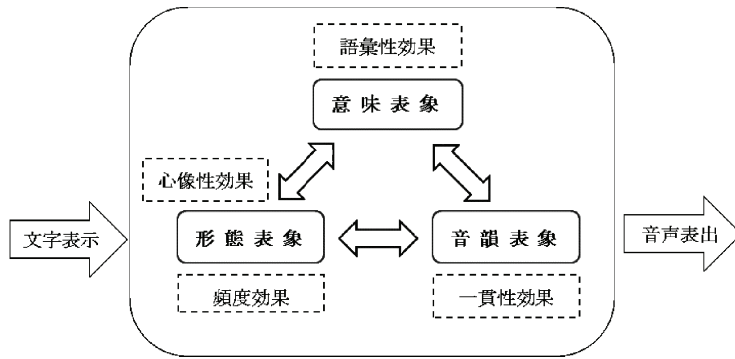 語彙性効果
意味表象
心像性効果
文字表示
形態表象
音韻表象
音声表出
頻度効果
一貫性効果